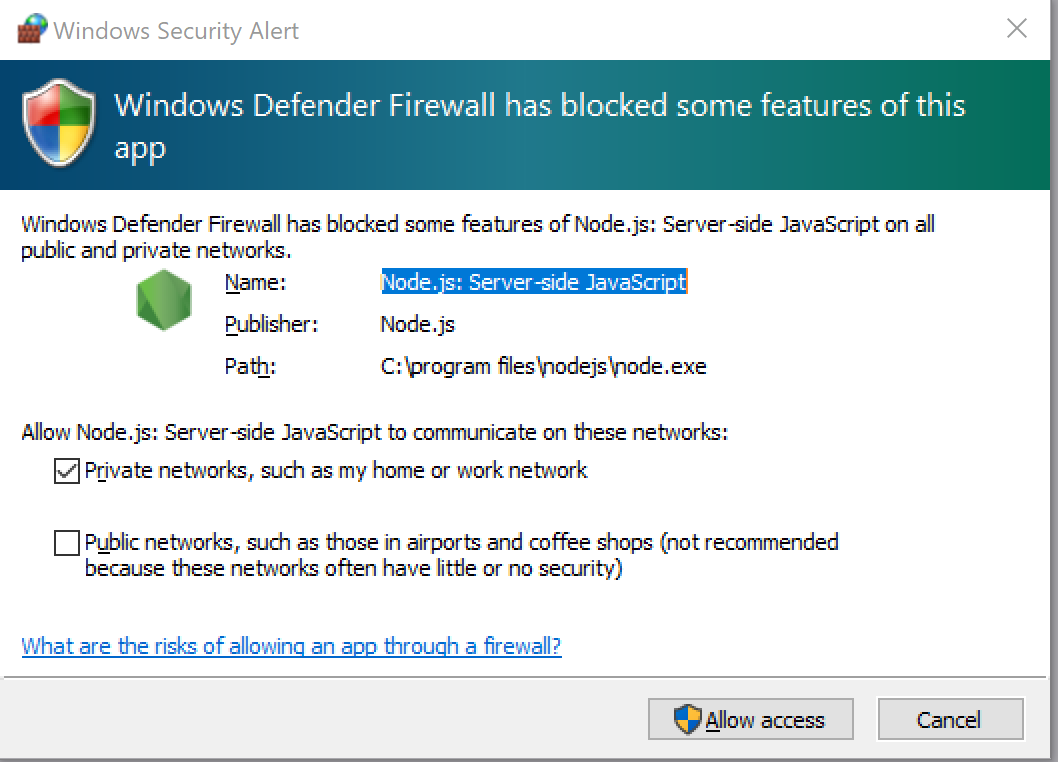 Windows Security Alert
Windows Defender Firewall has blocked some features of this
app
Windows Defender Firewall has blocked some features of Node.js: Server-side JavaScript on all
public and private networks.
Name: Node.js: Server-side JavaScript
Publisher: Node.js
Path: C:\program files\nodejs\node.exe
Allow Node.js: Server-side JavaScript to communicate on these networks:
Private networks, such as my home or work network
Public networks, such as those in airports and coffee shops (not recommended
because these networks often have little or no security)
What are the risks of allowing an app through a firewall?
Allow access Cancel